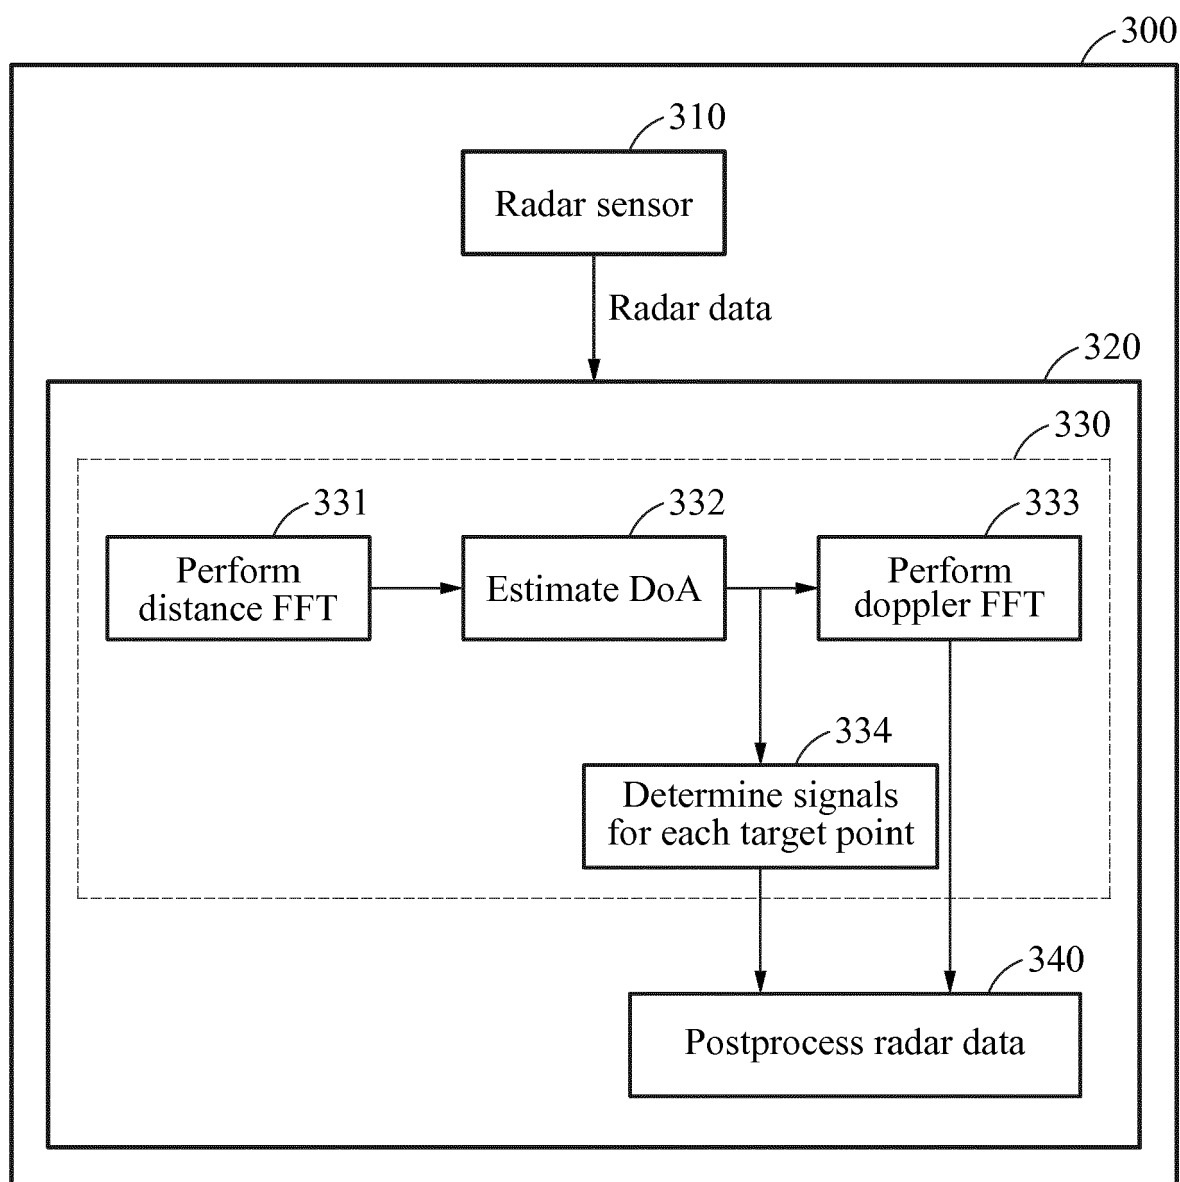 300
310
Radar sensor
Radar data
320
330
331
332
333
Perform
distance FFT
Estimate DoA
Perform
doppler FFT
334
Determine signals
for each target point
340
Postprocess radar data